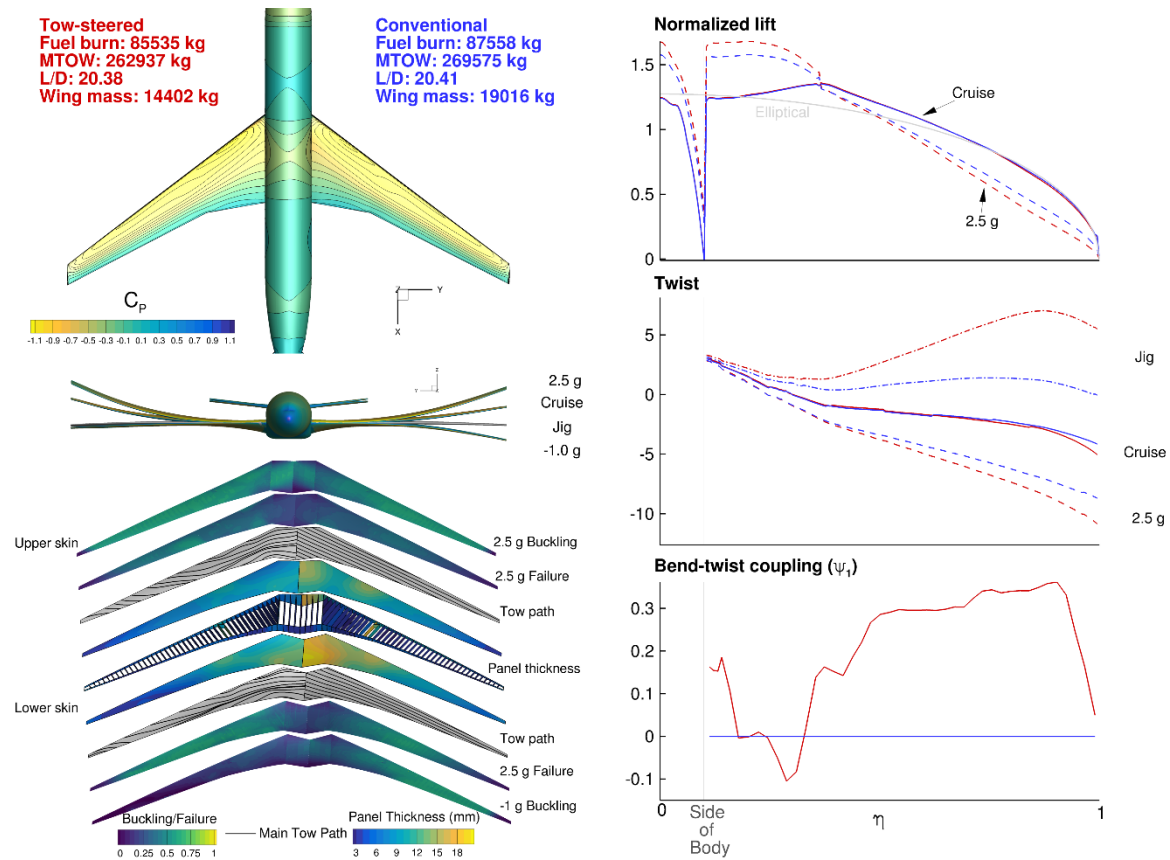 Tow-steered
Fuel burn: 85535 kg
MTOW: 262937 kg
L/D: 20.38
Wing mass: 14402 kg
Conventional
Fuel burn: 87558 kg
MTOW: 269575 kg
L/D: 20.41
Wing mass: 19016 kg
C_P
-1.1 -0.9 -0.7 -0.5 -0.3 -0.1 0.1 0.3 0.5 0.7 0.9 1.1
Z Y
X
Z
Y
2.5 g
Cruise
Jig
-1.0 g
Upper skin
2.5 g Buckling
2.5 g Failure
Tow path
Panel thickness
Lower skin
Tow path
2.5 g Failure
-1 g Buckling
Buckling/Failure
0 0.25 0.5 0.75 1
Main Tow Path
Panel Thickness (mm)
3 6 9 12 15 18
Normalized lift
1.5
1
0.5
0
Cruise
Elliptical
2.5 g
Twist
5
0
-5
-10
Jig
Cruise
2.5 g
Bend-twist coupling (ψ₁)
0.3
0.2
0.1
0
-0.1
0 η 1
Side
of
Body